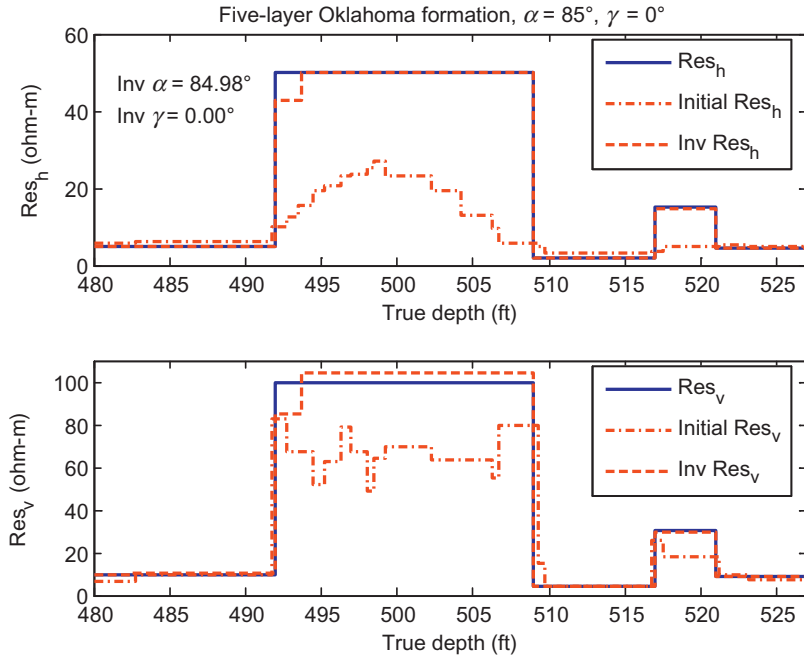 Five-layer Oklahoma formation, α = 85°, γ = 0°
60
40
20
0
Res_h (ohm-m)
Inv α = 84.98°
Inv γ = 0.00°
Res_h
Initial Res_h
Inv Res_h
480 485 490 495 500 505 510 515 520 525
True depth (ft)
100
80
60
40
20
0
Res_v (ohm-m)
Res_v
Initial Res_v
Inv Res_v
480 485 490 495 500 505 510 515 520 525
True depth (ft)